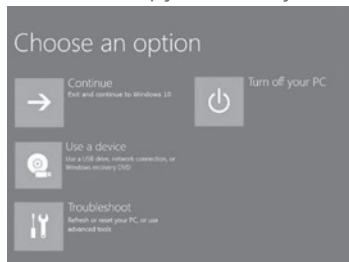 Choose an option
Continue
Exit and continue to Windows 10
Turn off your PC
Use a device
Use a USB drive, network connection, or
Windows recovery DVD
Troubleshoot
Refresh or reset your PC, or use
advanced tools